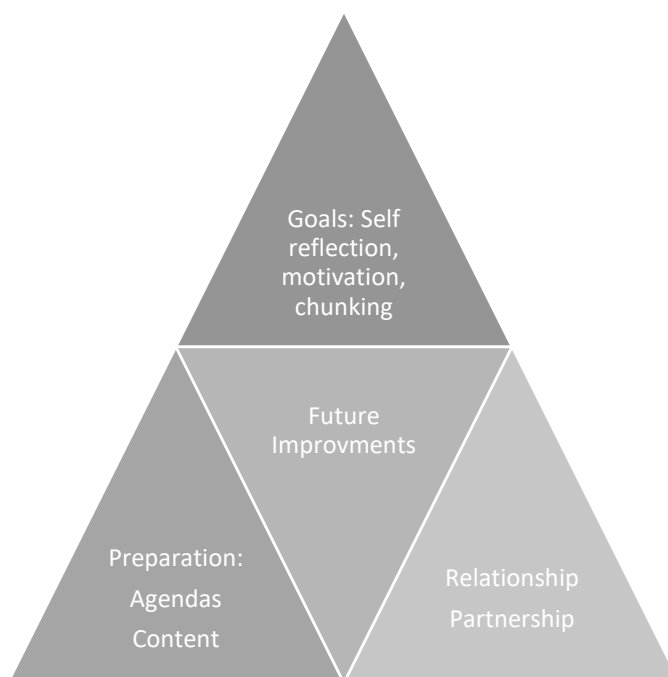 Goals: Self
reflection,
motivation,
chunking
Future
Improvments
Preparation:
Agendas
Content
Relationship
Partnership